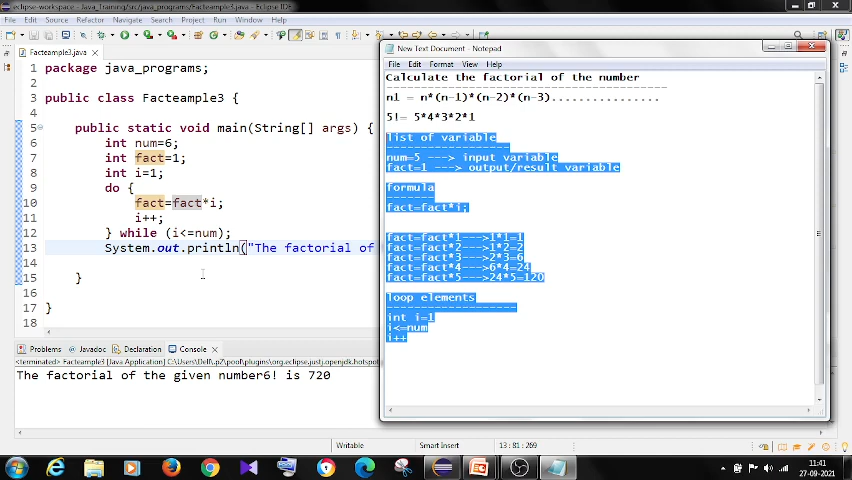 eclipse-workspace - Java_Training/src/java_programs/Facteample3.java - Eclipse IDE
File Edit Source Refactor Navigate Search Project Run Window Help
Facteample3.java
1 package java_programs;
2
3 public class Facteample3 {
4
5 public static void main(String[] args) {
6 int num=6;
7 int fact=1;
8 int i=1;
9 do {
10 fact=fact*i;
11 i++;
12 } while (i<=num);
13 System.out.println("The factorial of
14
15 }
16
17 }
18
Problems Javadoc Declaration Console
<terminated> Facteample3 [Java Application] C:\Users\Dell\.p2\pool\plugins\org.eclipse.justj.openjdk.hotspot
The factorial of the given number6! is 720
New Text Document - Notepad
File Edit Format View Help
Calculate the factorial of the number
----------------------------------------
n! = n*(n-1)*(n-2)*(n-3)................
5!= 5*4*3*2*1
list of variable
------------------
num=5 ---> input variable
fact=1 ---> output/result variable
formula
-------
fact=fact*i;
fact=fact*1--->1*1=1
fact=fact*2--->1*2=2
fact=fact*3--->2*3=6
fact=fact*4--->6*4=24
fact=fact*5--->24*5=120
loop elements
-------------------
int i=1
i<=num
i++
Writable Smart Insert 13 : 81 : 269
11:41
27-09-2021